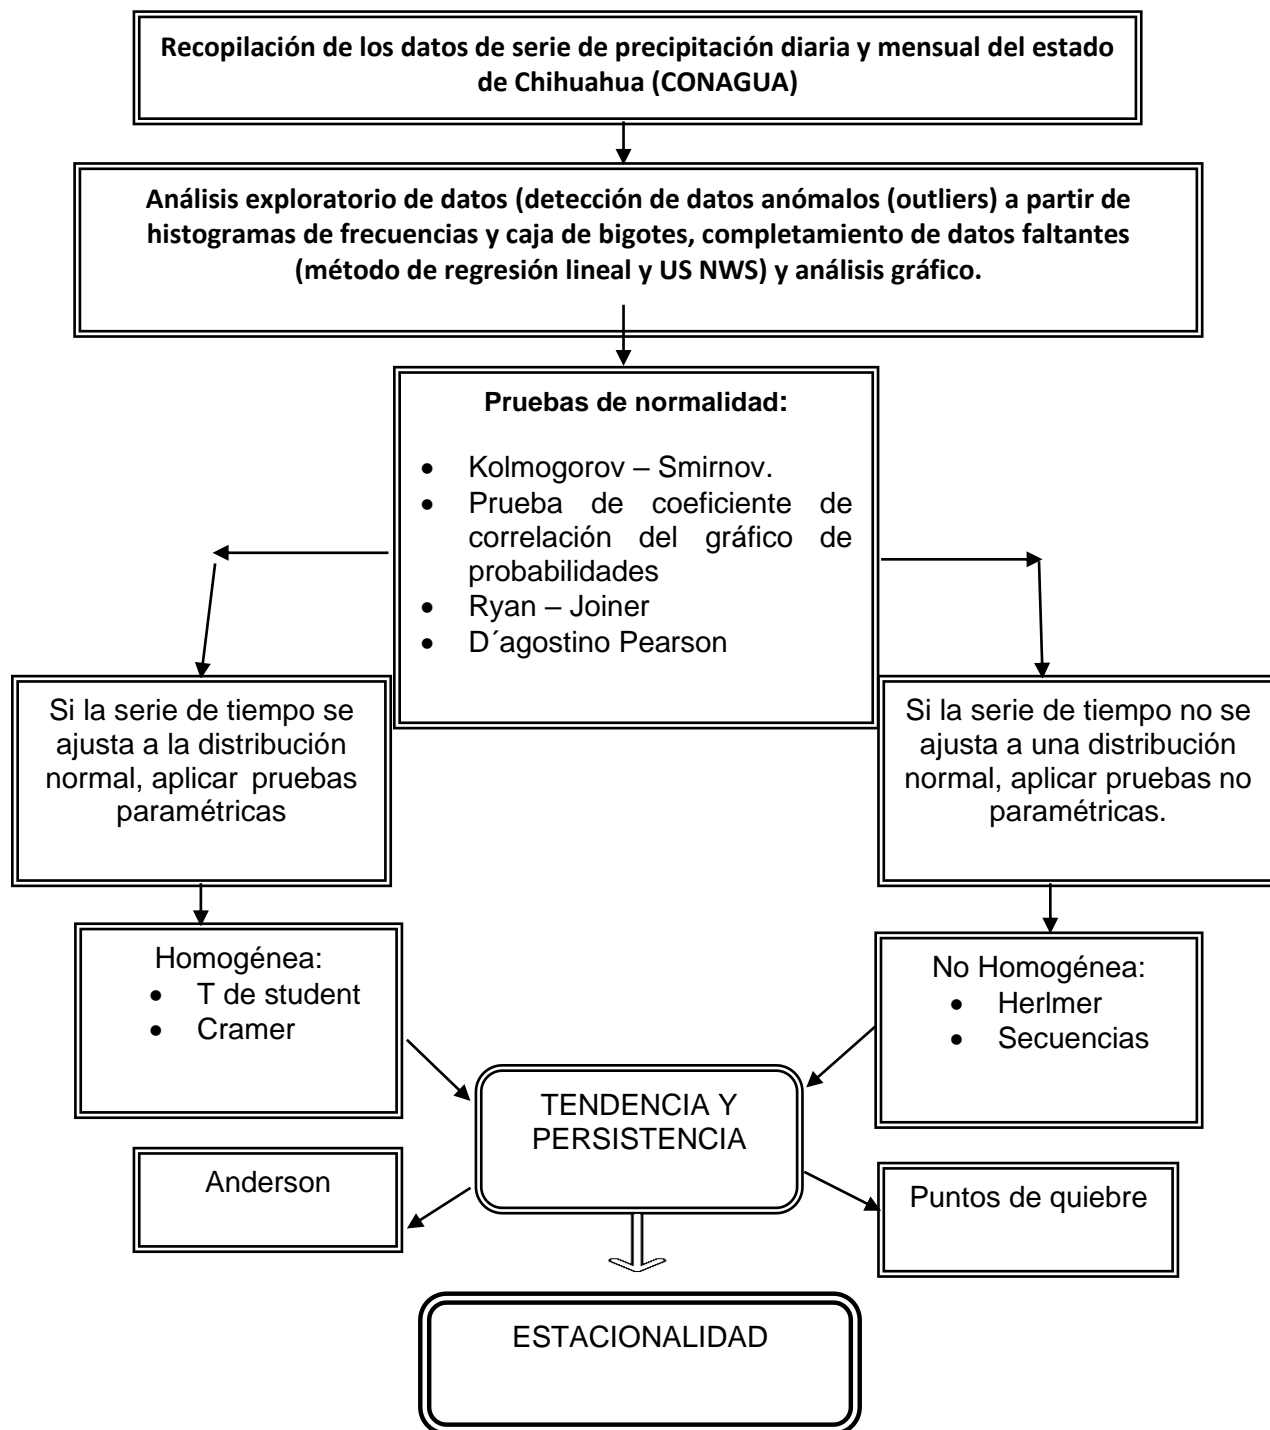 Recopilación de los datos de serie de precipitación diaria y mensual del estado
de Chihuahua (CONAGUA)
Análisis exploratorio de datos (detección de datos anómalos (outliers) a partir de
histogramas de frecuencias y caja de bigotes, completamiento de datos faltantes
(método de regresión lineal y US NWS) y análisis gráfico.
Pruebas de normalidad:
• Kolmogorov – Smirnov.
• Prueba de coeficiente de
correlación del gráfico de
probabilidades
• Ryan – Joiner
• D´agostino Pearson
Si la serie de tiempo se
ajusta a la distribución
normal, aplicar pruebas
paramétricas
Si la serie de tiempo no se
ajusta a una distribución
normal, aplicar pruebas no
paramétricas.
Homogénea:
• T de student
• Cramer
No Homogénea:
• Herlmer
• Secuencias
TENDENCIA Y
PERSISTENCIA
Anderson
Puntos de quiebre
ESTACIONALIDAD